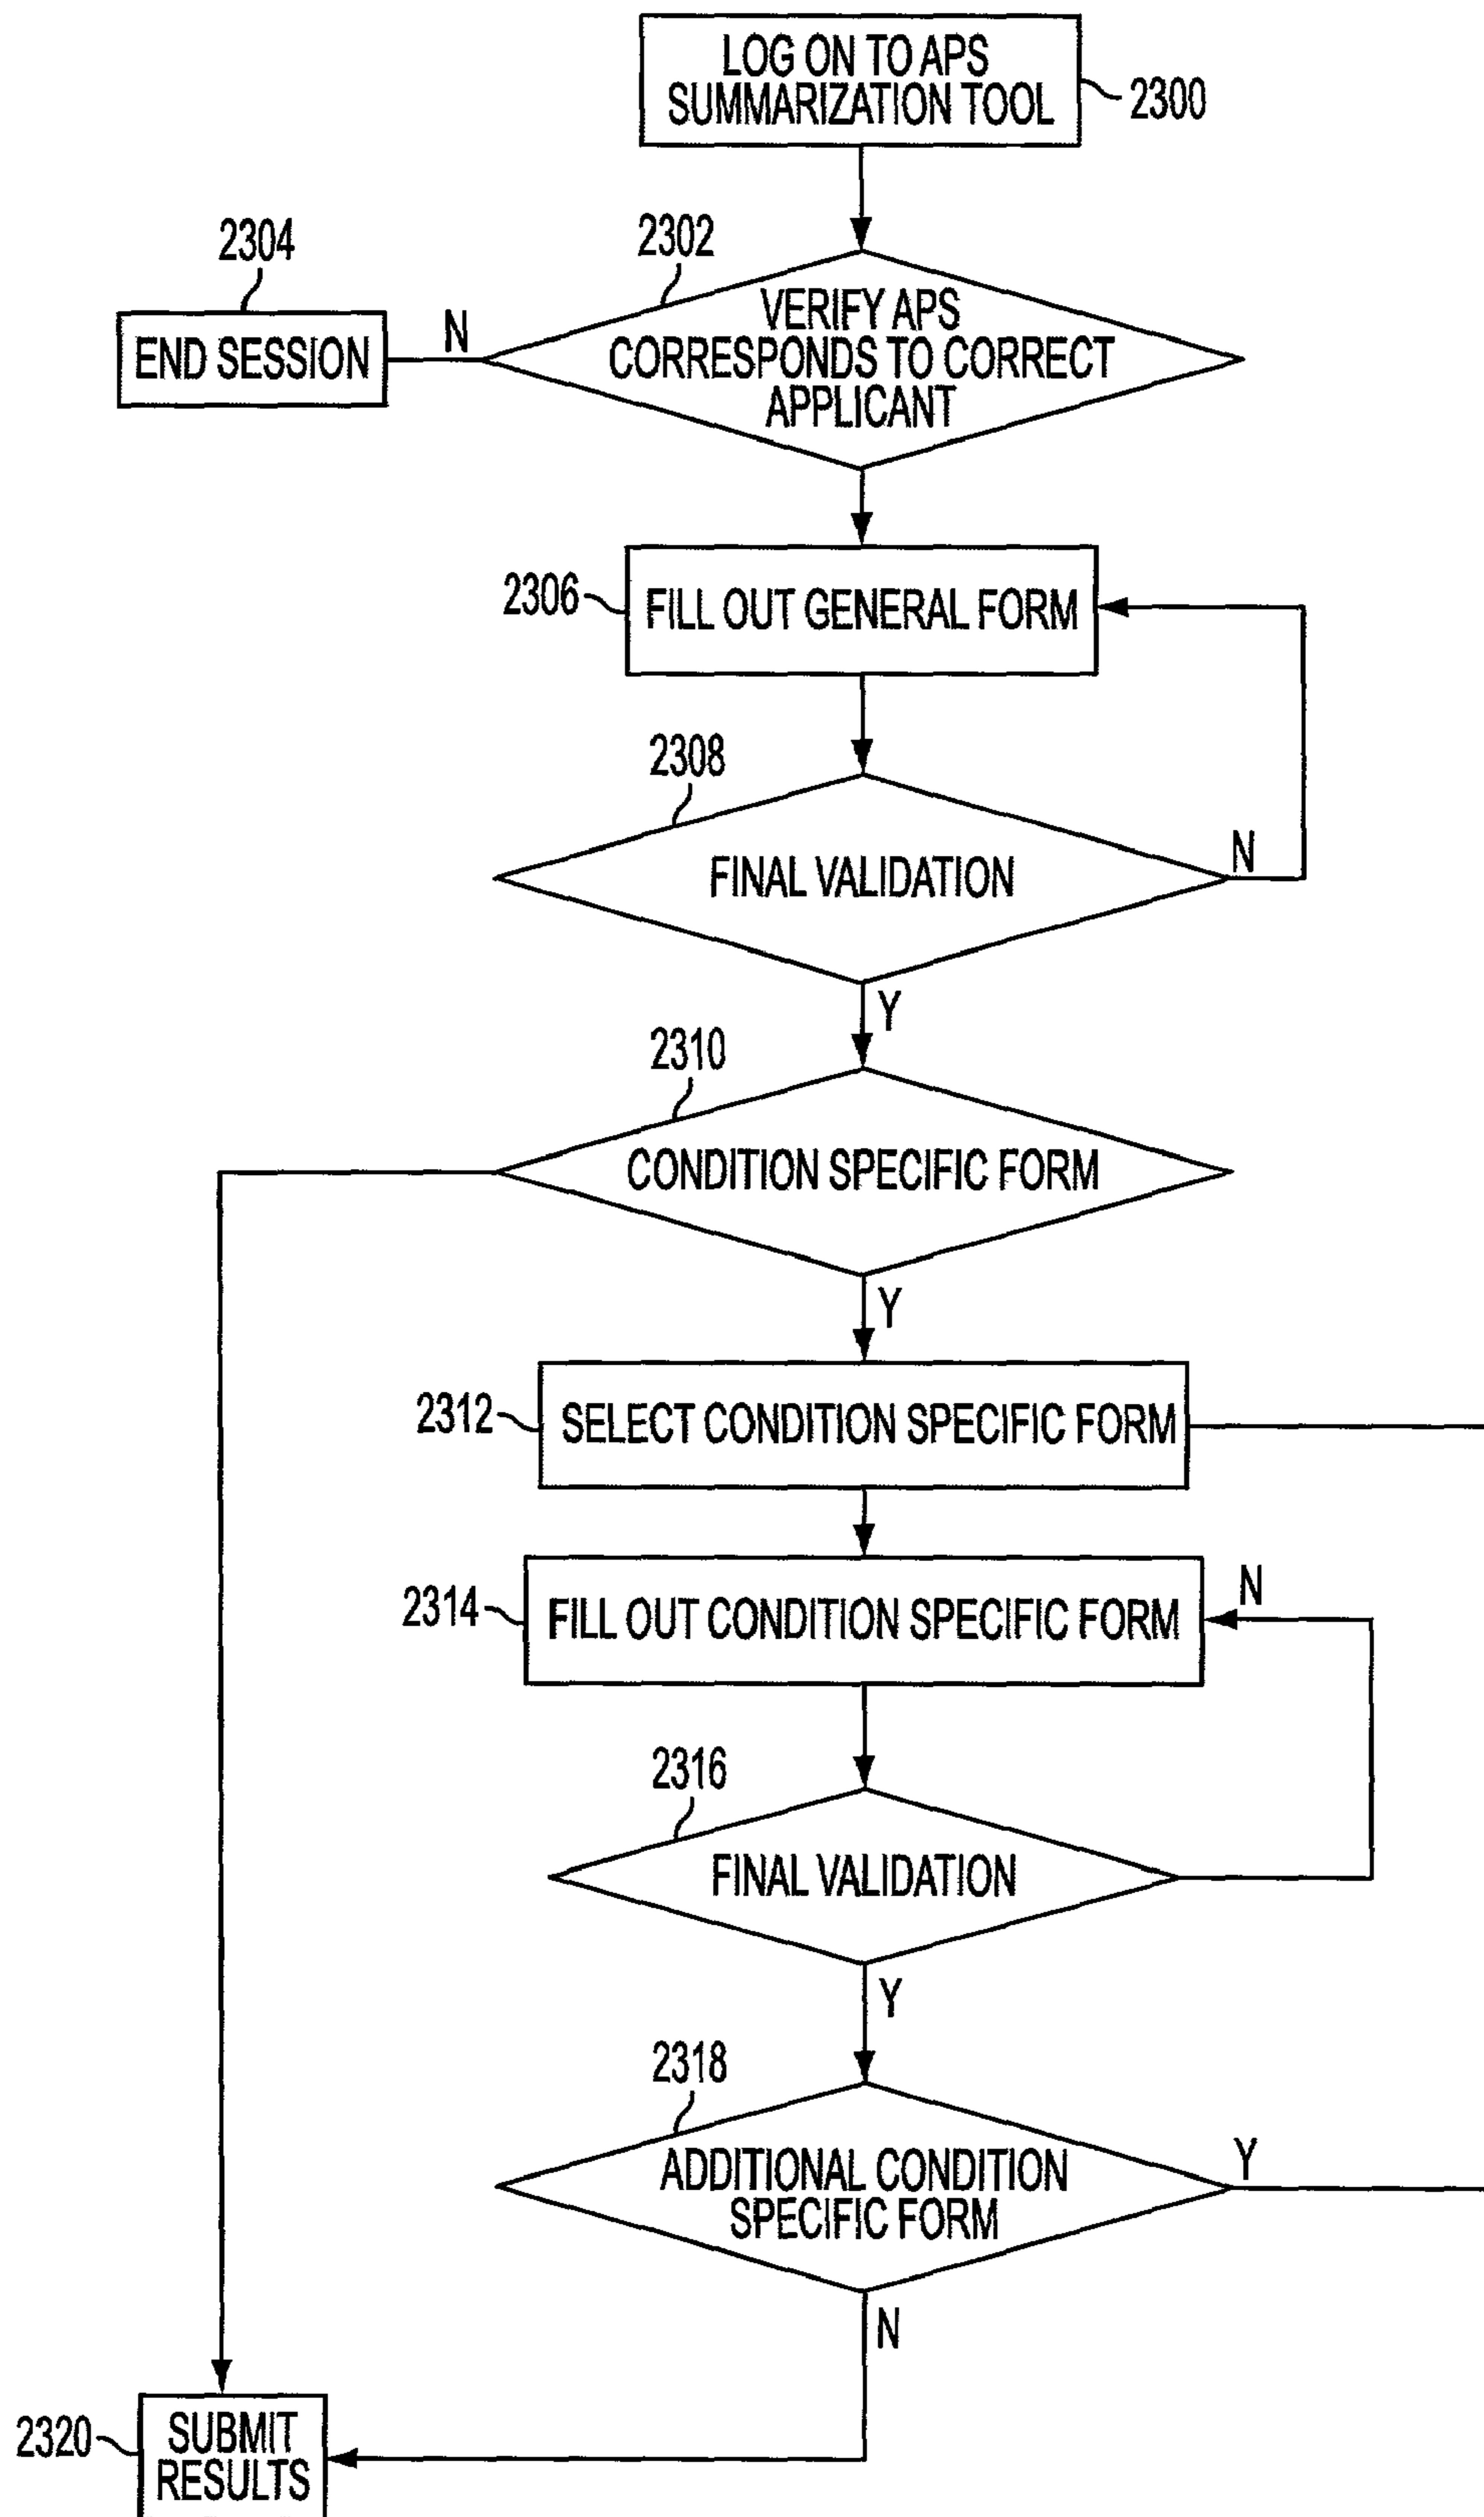 LOG ON TO APS
SUMMARIZATION TOOL
2300
2304
2302
END SESSION
N
VERIFY APS
CORRESPONDS TO CORRECT
APPLICANT
2306
FILL OUT GENERAL FORM
2308
FINAL VALIDATION
N
Y
2310
CONDITION SPECIFIC FORM
Y
2312
SELECT CONDITION SPECIFIC FORM
2314
FILL OUT CONDITION SPECIFIC FORM
N
2316
FINAL VALIDATION
Y
2318
ADDITIONAL CONDITION
SPECIFIC FORM
Y
N
2320
SUBMIT
RESULTS